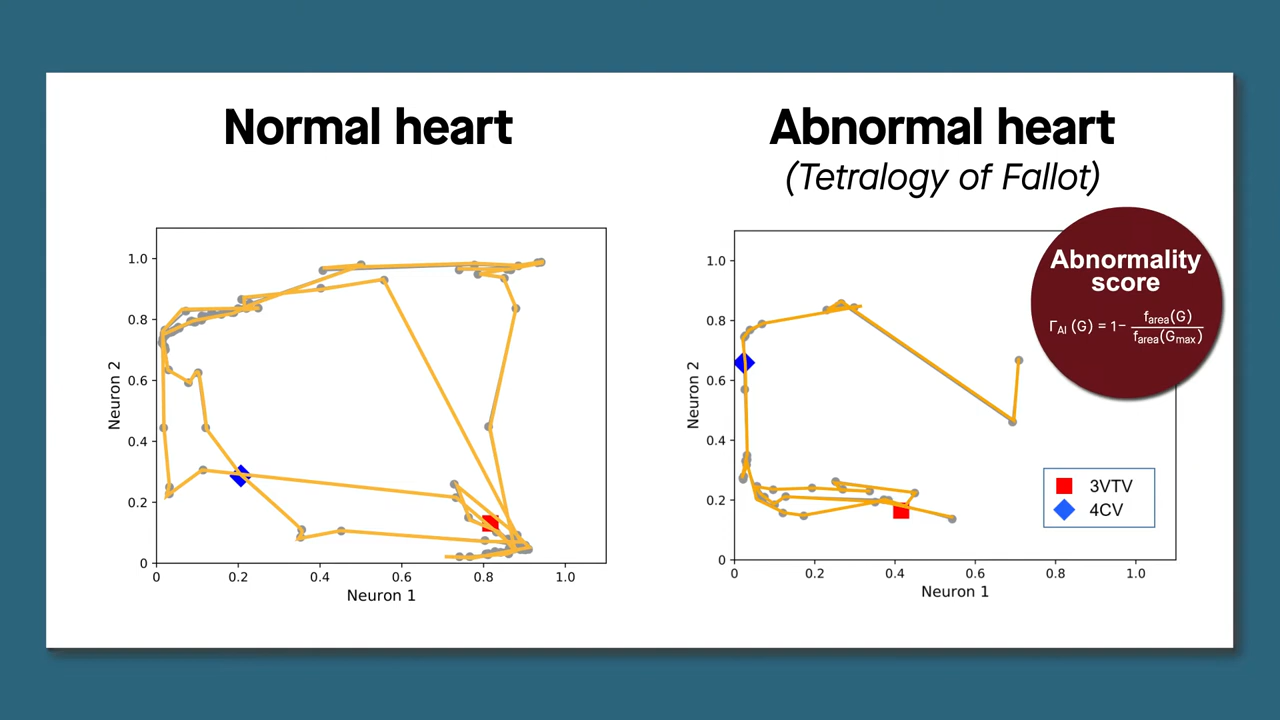 Normal heart
Abnormal heart
(Tetralogy of Fallot)
Abnormality
score
ΓAI (G) = 1− farea(G)
farea(Gmax)
1.0
0.8
0.6
0.4
0.2
0
Neuron 2
0 0.2 0.4 0.6 0.8 1.0
Neuron 1
1.0
0.8
0.6
0.4
0.2
0
Neuron 2
0 0.2 0.4 0.6 0.8 1.0
Neuron 1
3VTV
4CV